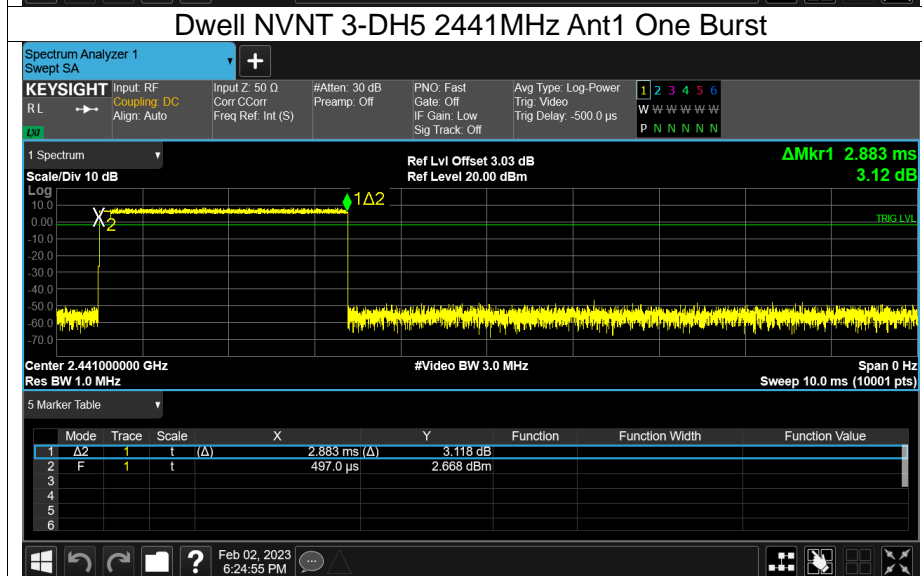 Dwell NVNT 3-DH5 2441MHz Ant1 One Burst
Spectrum Analyzer 1
Swept SA
KEYSIGHT Input: RF Input Z: 50 Ω #Atten: 30 dB PNO: Fast Avg Type: Log-Power 1 2 3 4 5 6
R L Coupling: DC Corr CCorr Preamp: Off Gate: Off Trig: Video W W W W W W
Align: Auto Freq Ref: Int (S) IF Gain: Low Trig Delay: -500.0 µs
LXI Sig Track: Off P N N N N N
1 Spectrum Ref Lvl Offset 3.03 dB ΔMkr1 2.883 ms
Scale/Div 10 dB Ref Level 20.00 dBm 3.12 dB
Log
10.0 1Δ2
0.00 2 TRIG LVL
-10.0
-20.0
-30.0
-40.0
-50.0
-60.0
-70.0
Center 2.441000000 GHz #Video BW 3.0 MHz Span 0 Hz
Res BW 1.0 MHz Sweep 10.0 ms (10001 pts)
5 Marker Table
Mode Trace Scale X Y Function Function Width Function Value
1 Δ2 1 t (Δ) 2.883 ms (Δ) 3.118 dB
2 F 1 t 497.0 µs 2.668 dBm
3
4
5
6
? Feb 02, 2023
6:24:55 PM